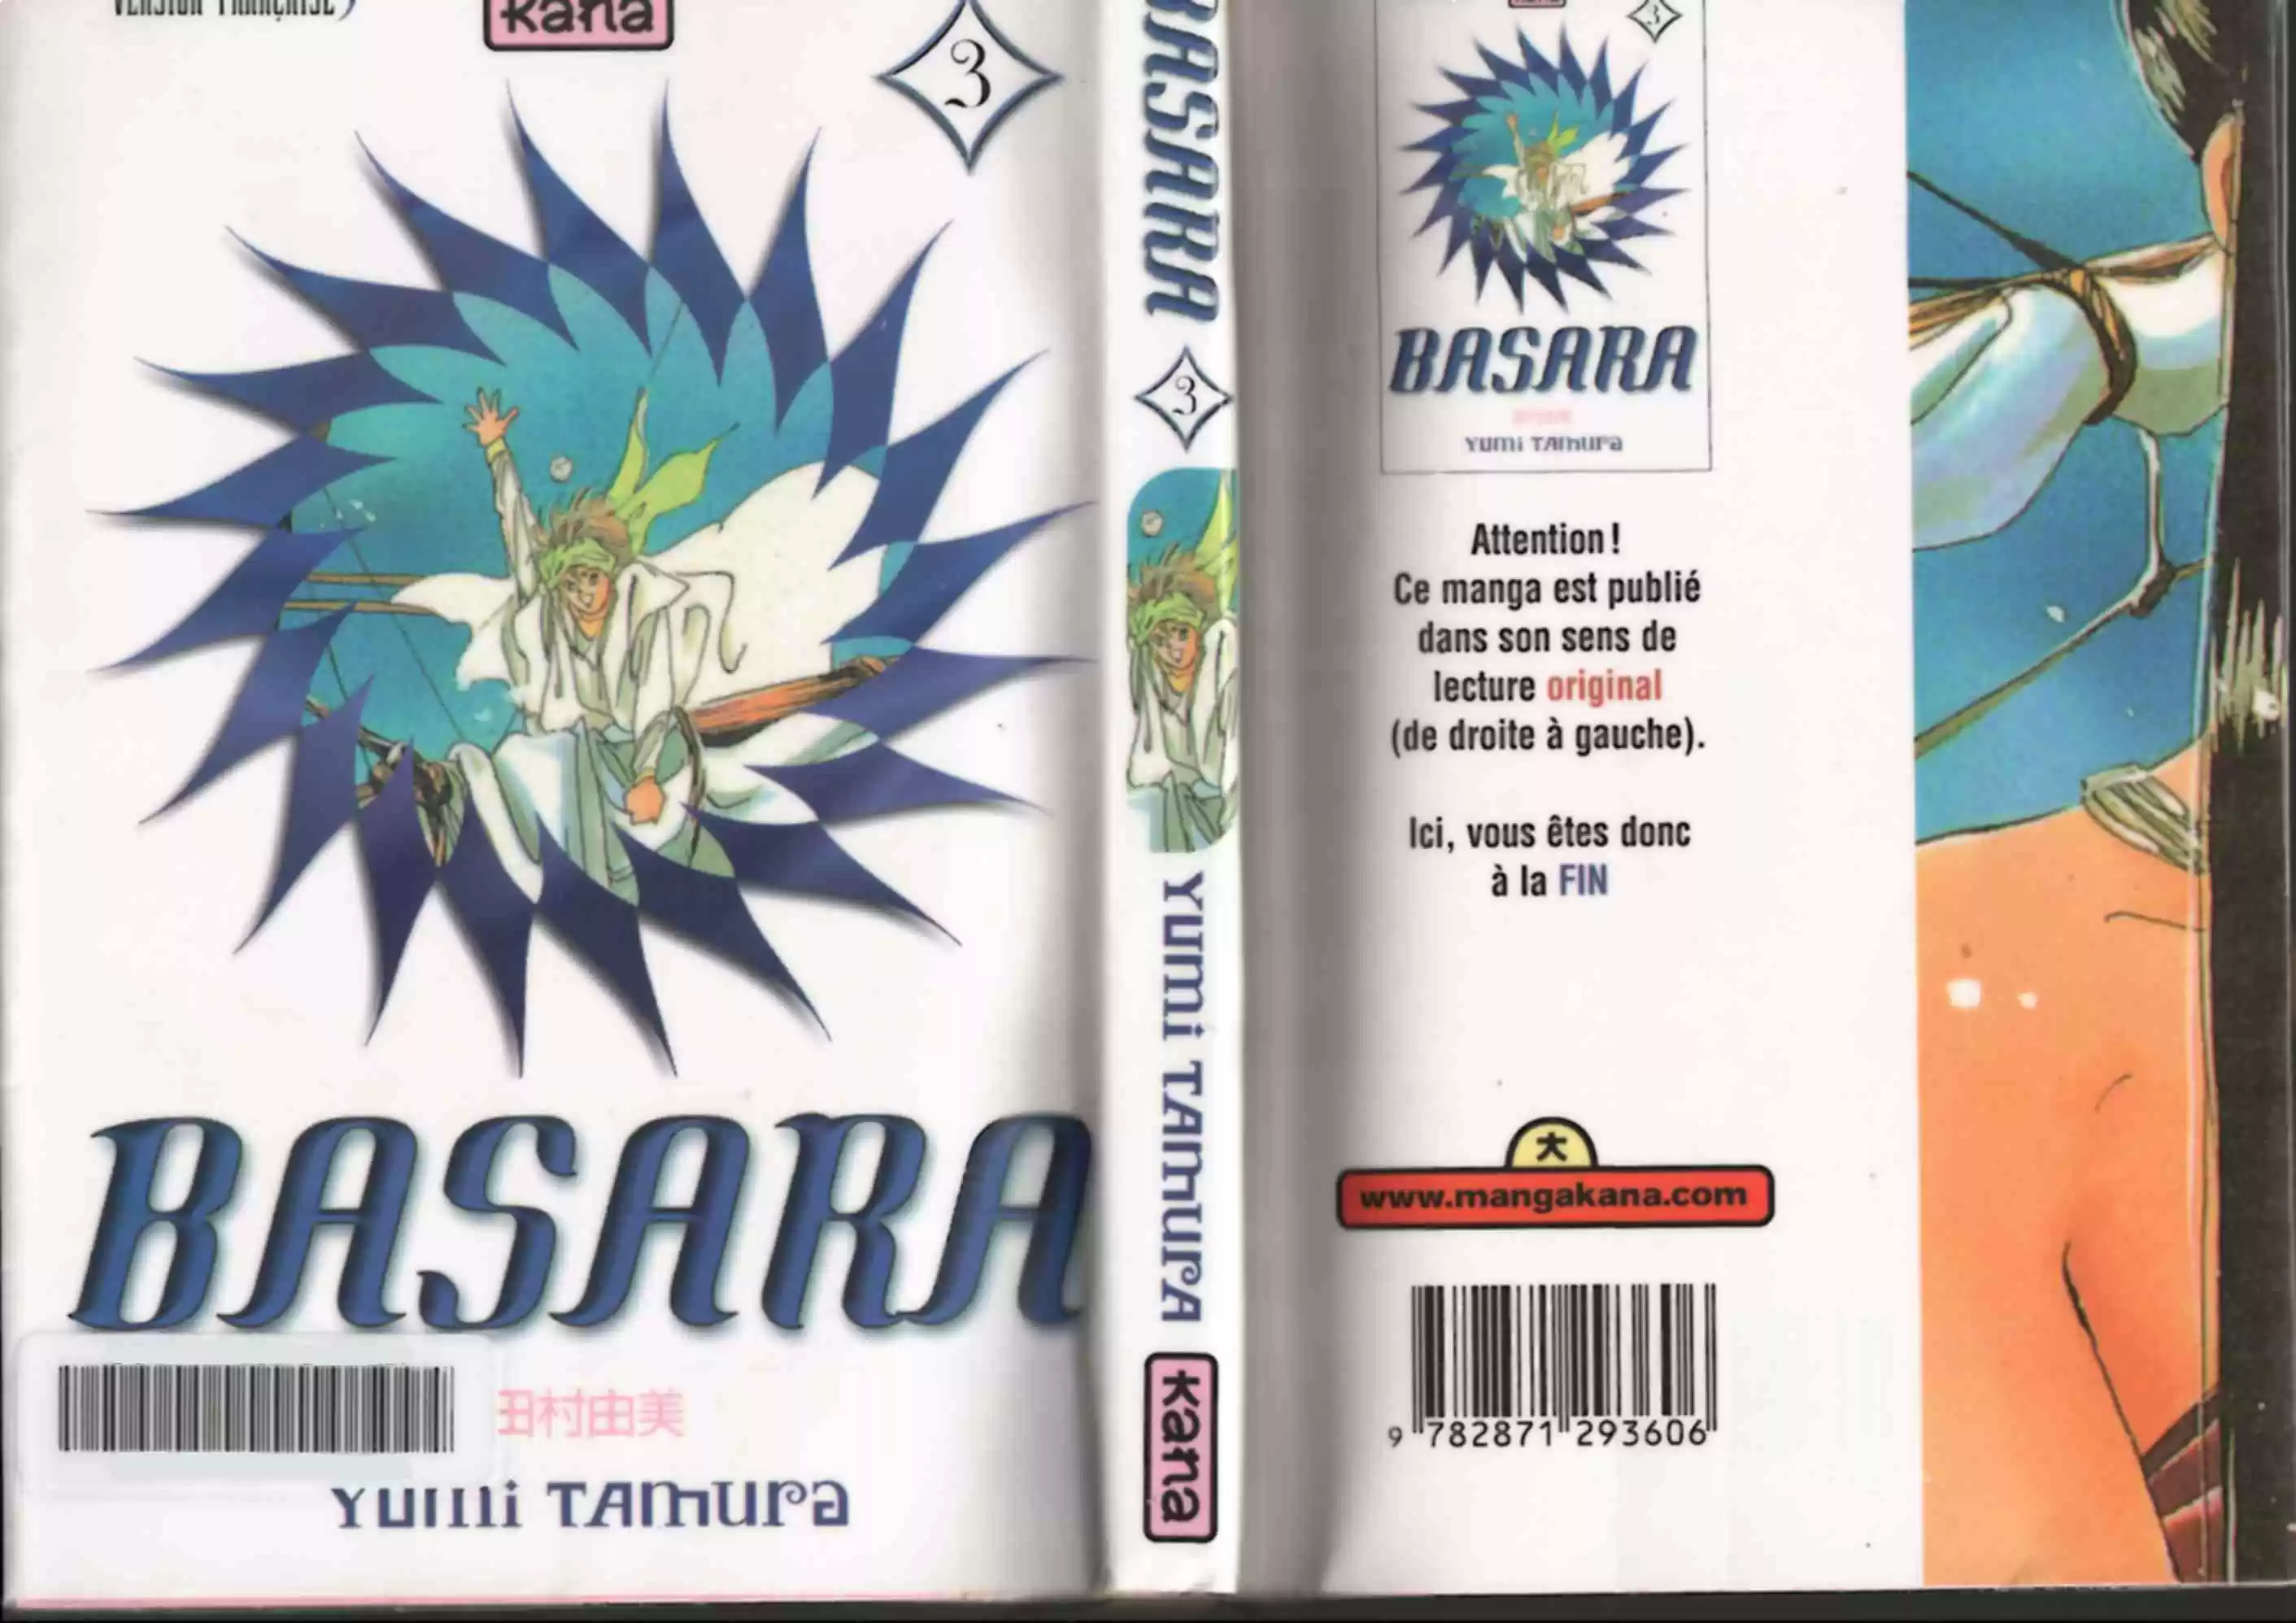 VERSION FRANÇAISE)
Kana
3
BASARA
田村由美
Yumi TAMURA
BASARA
3
Yumi TAMURA
Kana
3
BASARA
Yumi TAMURA
Attention !
Ce manga est publié
dans son sens de
lecture original
(de droite à gauche).
Ici, vous êtes donc
à la FIN
大
www.mangakana.com
9 782871 293606